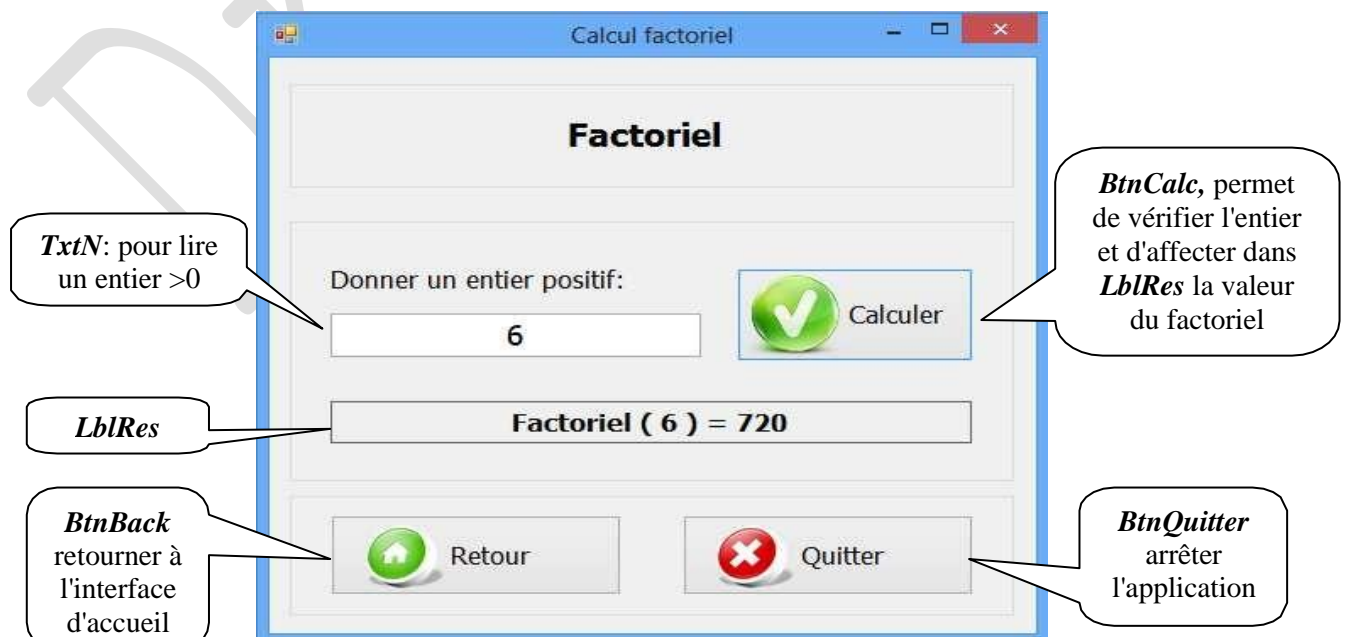 Calcul factoriel
Factoriel
TxtN: pour lire
un entier >0
Donner un entier positif:
6
Calculer
BtnCalc, permet
de vérifier l'entier
et d'affecter dans
LblRes la valeur
du factoriel
LblRes
Factoriel ( 6 ) = 720
BtnBack
retourner à
l'interface
d'accueil
Retour
Quitter
BtnQuitter
arrêter
l'application